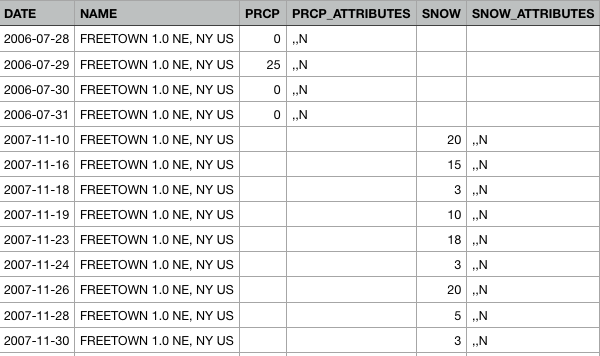 DATE NAME PRCP PRCP_ATTRIBUTES SNOW SNOW_ATTRIBUTES
2006-07-28 FREETOWN 1.0 NE, NY US 0 ,,N
2006-07-29 FREETOWN 1.0 NE, NY US 25 ,,N
2006-07-30 FREETOWN 1.0 NE, NY US 0 ,,N
2006-07-31 FREETOWN 1.0 NE, NY US 0 ,,N
2007-11-10 FREETOWN 1.0 NE, NY US 20 ,,N
2007-11-16 FREETOWN 1.0 NE, NY US 15 ,,N
2007-11-18 FREETOWN 1.0 NE, NY US 3 ,,N
2007-11-19 FREETOWN 1.0 NE, NY US 10 ,,N
2007-11-23 FREETOWN 1.0 NE, NY US 18 ,,N
2007-11-24 FREETOWN 1.0 NE, NY US 3 ,,N
2007-11-26 FREETOWN 1.0 NE, NY US 20 ,,N
2007-11-28 FREETOWN 1.0 NE, NY US 5 ,,N
2007-11-30 FREETOWN 1.0 NE, NY US 3 ,,N